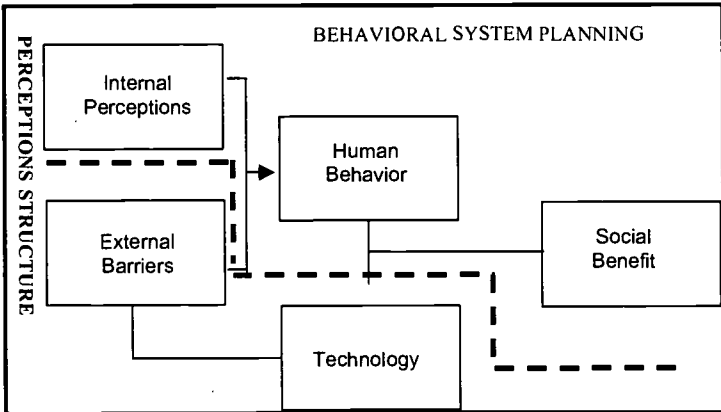 BEHAVIORAL SYSTEM PLANNING
PERCEPTIONS STRUCTURE
Internal
Perceptions
Human
Behavior
External
Barriers
Social
Benefit
Technology